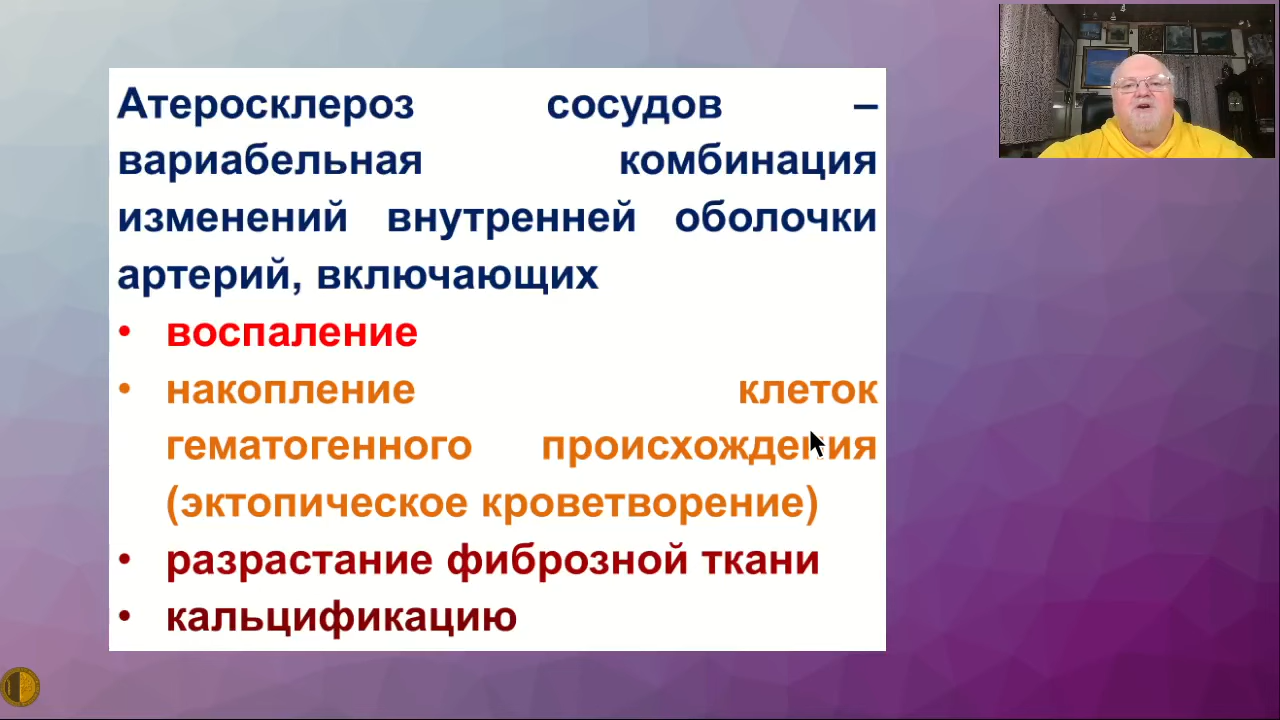 Атеросклероз сосудов –
вариабельная комбинация
изменений внутренней оболочки
артерий, включающих
• воспаление
• накопление клеток
гематогенного происхождения
(эктопическое кроветворение)
• разрастание фиброзной ткани
• кальцификацию